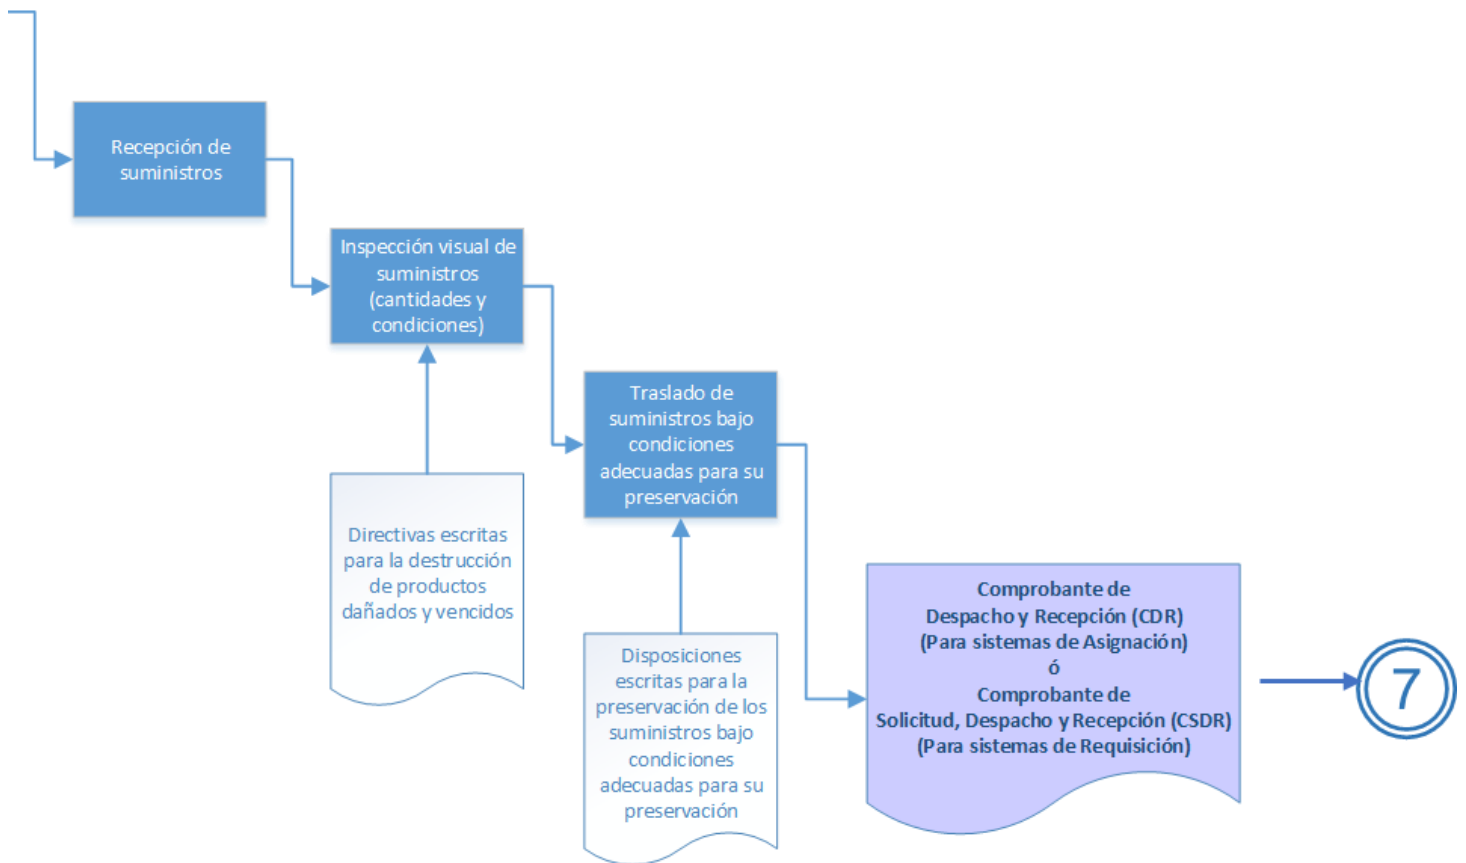 Recepción de
suministros
Inspección visual de
suministros
(cantidades y
condiciones)
Traslado de
suministros bajo
condiciones
adecuadas para su
preservación
Directivas escritas
para la destrucción
de productos
dañados y vencidos
Disposiciones
escritas para la
preservación de los
suministros bajo
condiciones
adecuadas para su
preservación
Comprobante de
Despacho y Recepción (CDR)
(Para sistemas de Asignación)
ó
Comprobante de
Solicitud, Despacho y Recepción (CSDR)
(Para sistemas de Requisición)
7